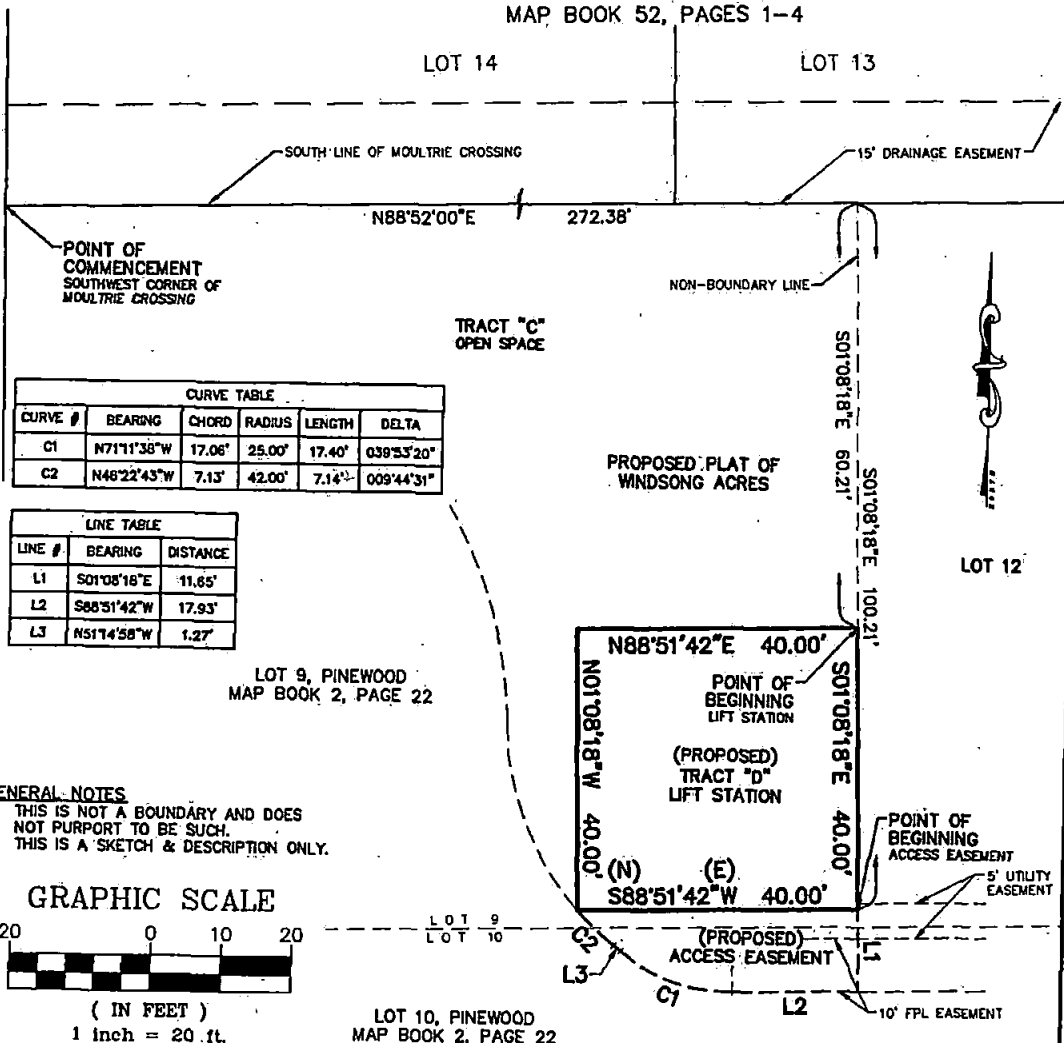 MAP BOOK 52, PAGES 1-4
LOT 14
LOT 13
SOUTH LINE OF MOULTRIE CROSSING
15' DRAINAGE EASEMENT
N88°52'00"E 272.38'
POINT OF
COMMENCEMENT
SOUTHWEST CORNER OF
MOULTRIE CROSSING
NON-BOUNDARY LINE
TRACT "C"
OPEN SPACE
S01°08'18"E 60.21'
S01°08'18"E 100.21'
CURVE TABLE
CURVE # BEARING CHORD RADIUS LENGTH DELTA
C1 N71°11'38"W 17.06' 25.00' 17.40' 039°53'20"
C2 N46°22'43"W 7.13' 42.00' 7.14' 009°44'31"
PROPOSED PLAT OF
WINDSONG ACRES
LINE TABLE
LINE # BEARING DISTANCE
L1 S01°08'18"E 11.65'
L2 S88°51'42"W 17.93'
L3 N51°14'58"W 1.27'
LOT 12
LOT 9, PINEWOOD
MAP BOOK 2, PAGE 22
N88°51'42"E 40.00'
POINT OF
BEGINNING
LIFT STATION
N01°08'18"W 40.00'
S01°08'18"E 40.00'
(PROPOSED)
TRACT "D"
LIFT STATION
(N) (E)
S88°51'42"W 40.00'
POINT OF
BEGINNING
ACCESS EASEMENT
5' UTILITY
EASEMENT
ENERAL NOTES
THIS IS NOT A BOUNDARY AND DOES
NOT PURPORT TO BE SUCH.
THIS IS A SKETCH & DESCRIPTION ONLY.
GRAPHIC SCALE
20 0 10 20
( IN FEET )
1 inch = 20 ft.
LOT 9
LOT 10
(PROPOSED)
ACCESS EASEMENT
C2
L3
C1
L2
L1
10' FPL EASEMENT
LOT 10, PINEWOOD
MAP BOOK 2, PAGE 22